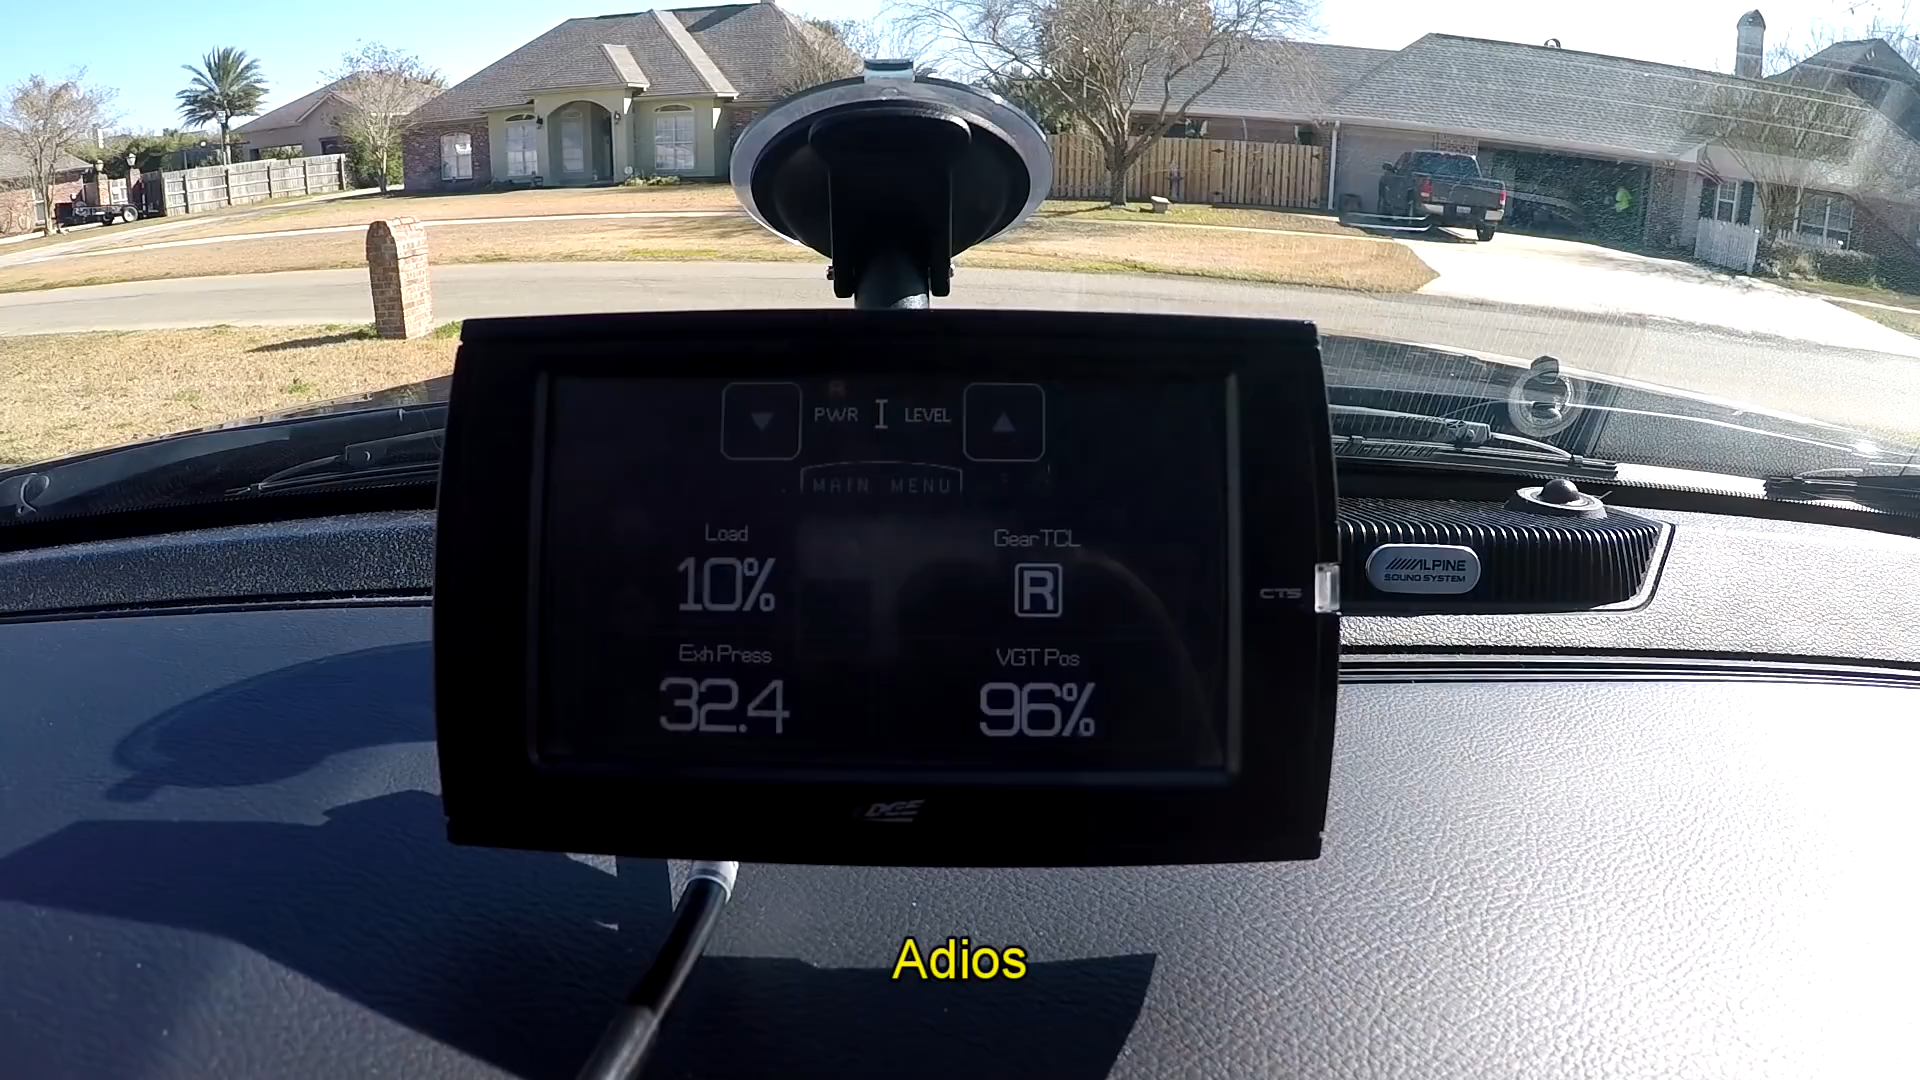 PWR I LEVEL
MAIN MENU
Load
10%
Gear TCL
R
Exh Press
32.4
VGT Pos
96%
CTS
EDGE
ALPINE
SOUND SYSTEM
Adios